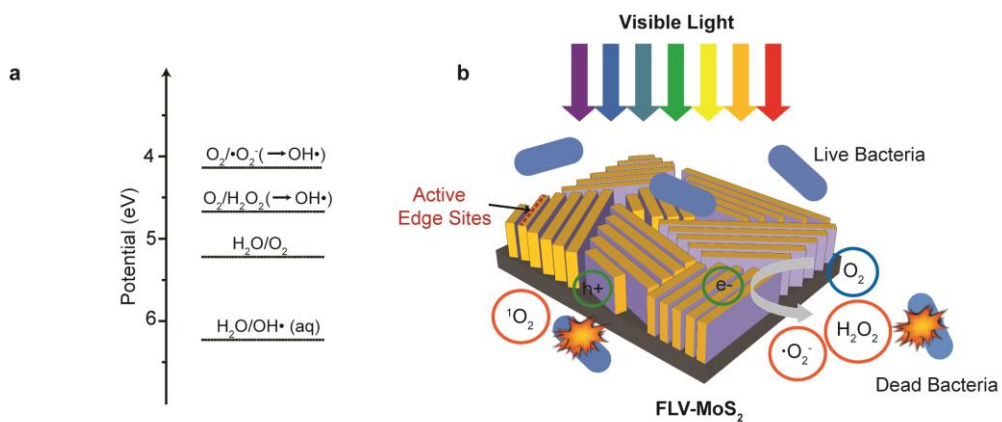 a
4
5
6
Potential (eV)
O₂/•O₂⁻(→OH•)
O₂/H₂O₂(→OH•)
H₂O/O₂
H₂O/OH• (aq)
b
Visible Light
Live Bacteria
Active
Edge Sites
h+
e-
O₂
¹O₂
H₂O₂
•O₂⁻
Dead Bacteria
FLV-MoS₂